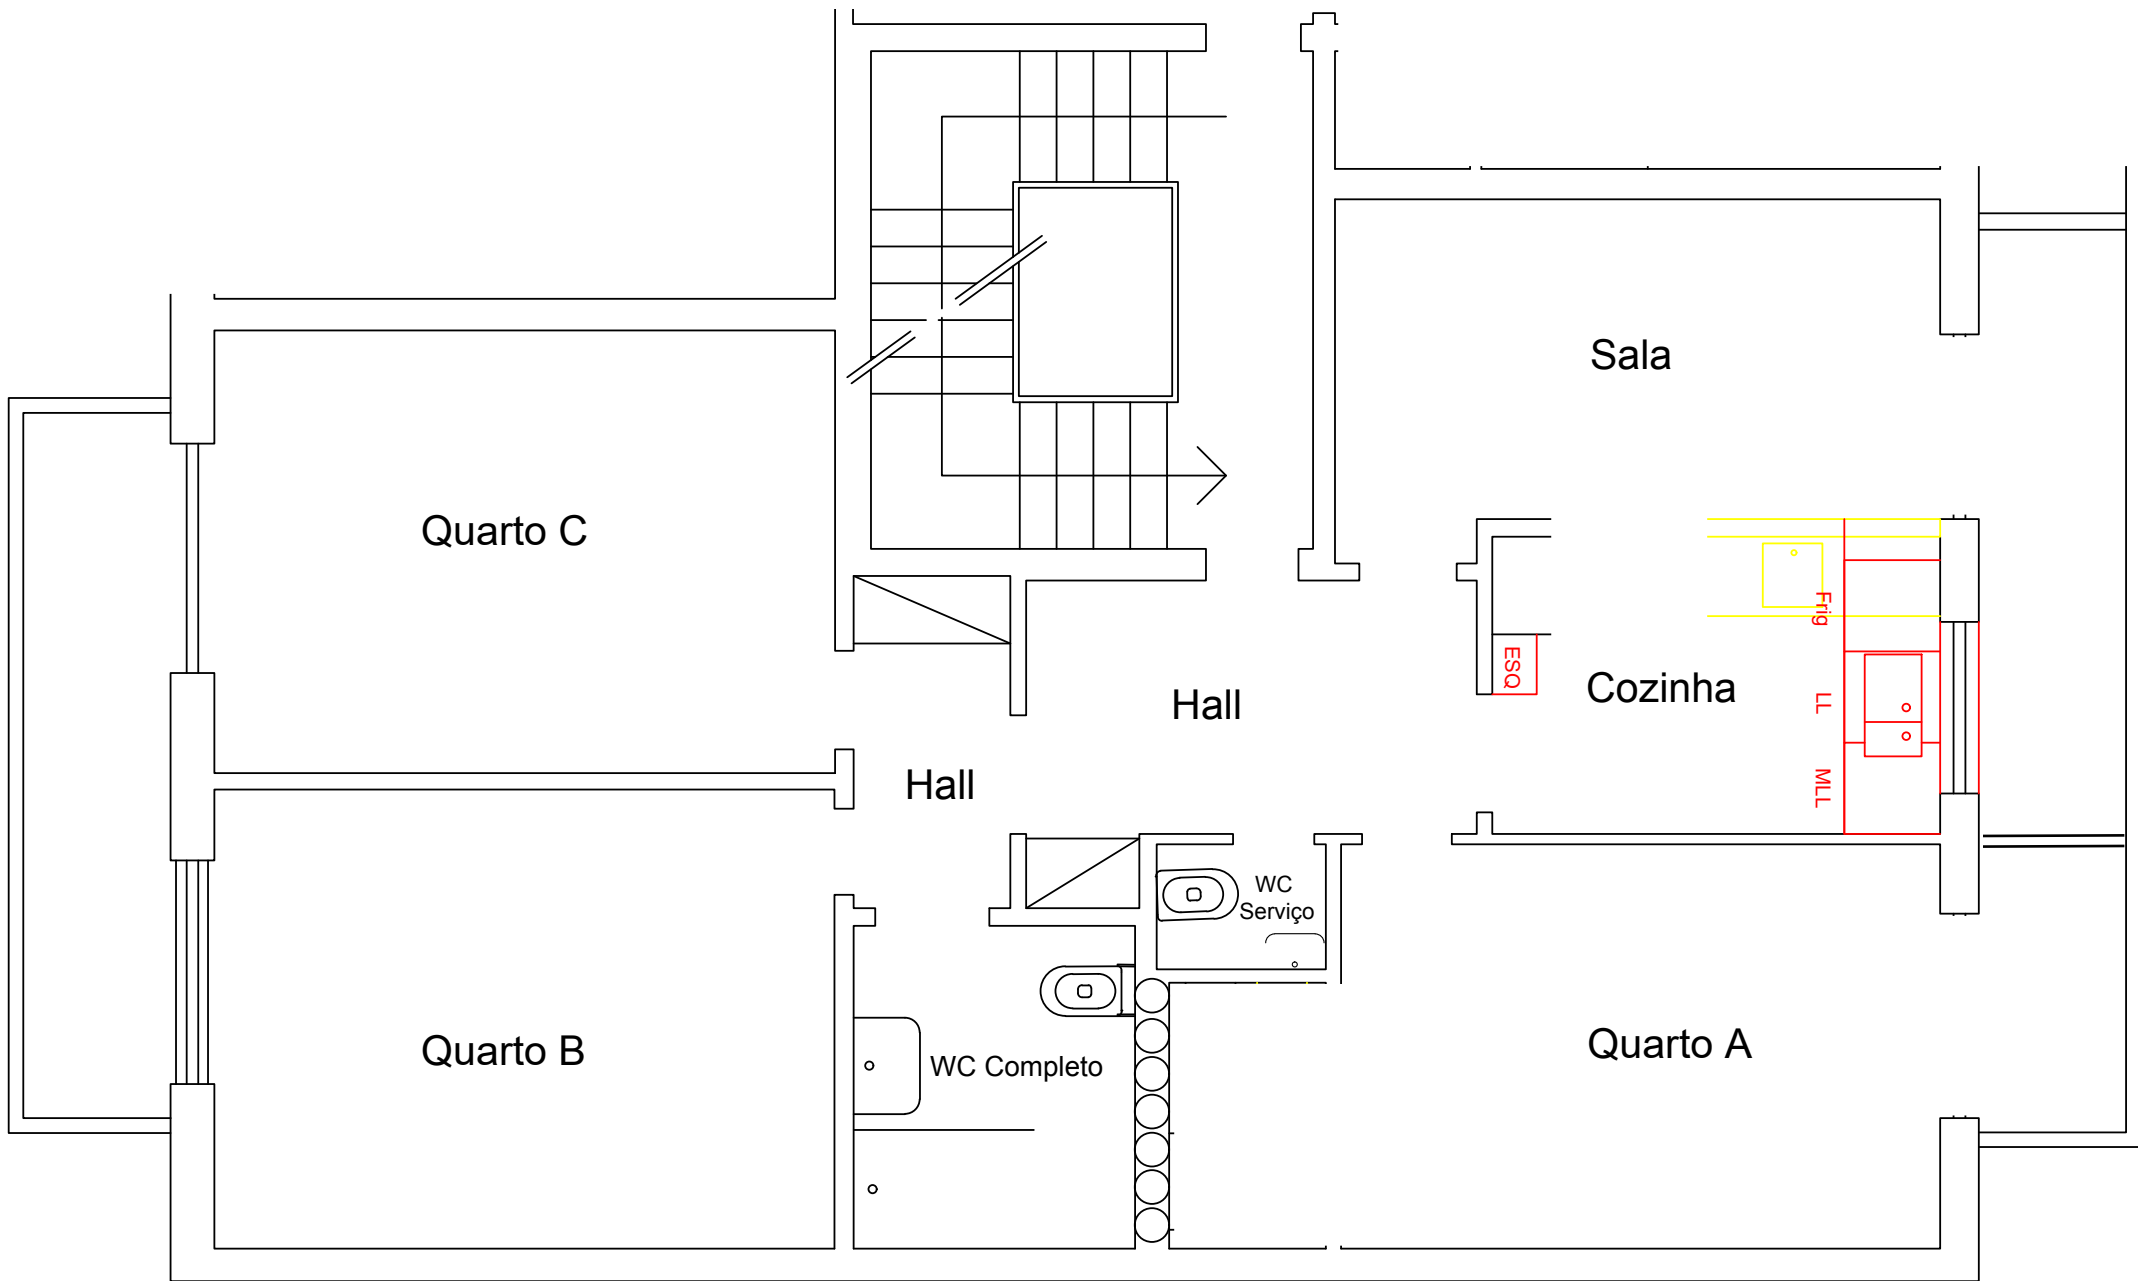 Sala
Quarto C
Frig
ESQ
Cozinha
LL
Hall
Hall
MLL
WC
Serviço
Quarto A
Quarto B
WC Completo